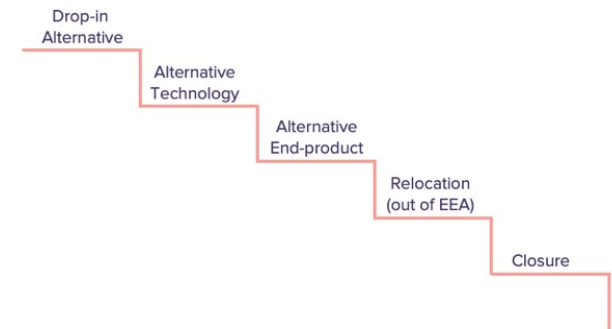 Drop-in
Alternative
Alternative
Technology
Alternative
End-product
Relocation
(out of EEA)
Closure